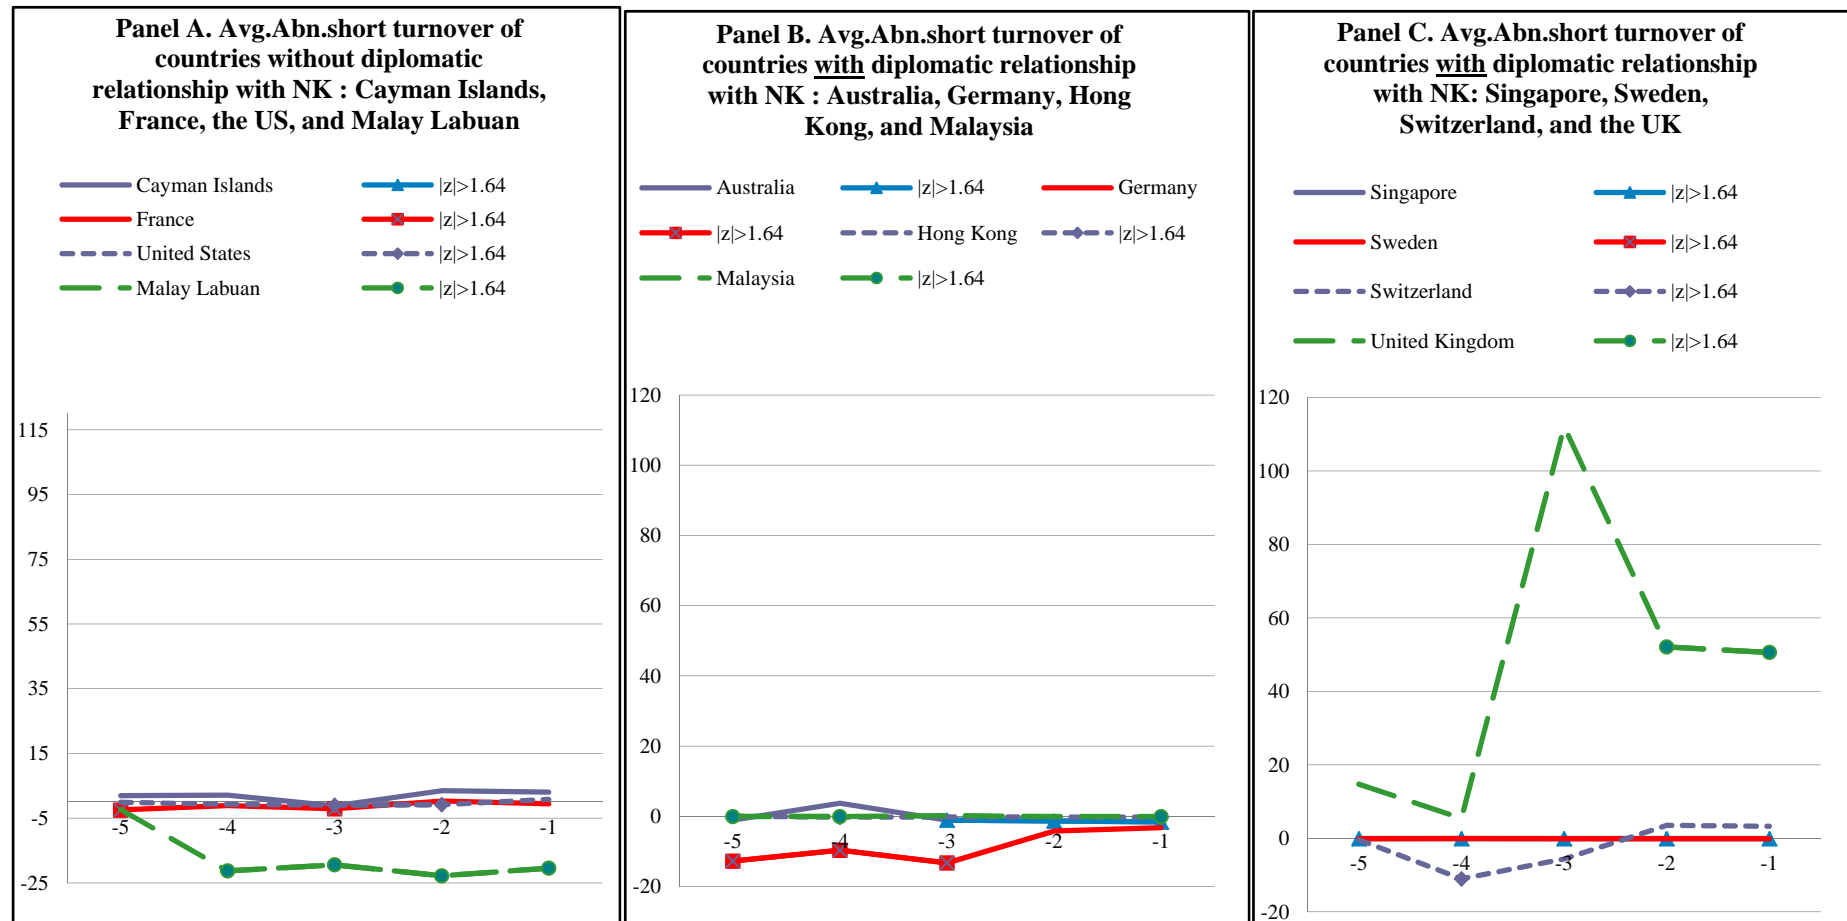 Panel A. Avg.Abn.short turnover of
countries without diplomatic
relationship with NK : Cayman Islands,
France, the US, and Malay Labuan
Cayman Islands |z|>1.64
France |z|>1.64
United States |z|>1.64
Malay Labuan |z|>1.64
115
95
75
55
35
15
-5
-25
-5 -4 -3 -2 -1
Panel B. Avg.Abn.short turnover of
countries with diplomatic relationship
with NK : Australia, Germany, Hong
Kong, and Malaysia
Australia |z|>1.64 Germany
|z|>1.64 Hong Kong |z|>1.64
Malaysia |z|>1.64
120
100
80
60
40
20
0
-20
-5 -4 -3 -2 -1
Panel C. Avg.Abn.short turnover of
countries with diplomatic relationship
with NK: Singapore, Sweden,
Switzerland, and the UK
Singapore |z|>1.64
Sweden |z|>1.64
Switzerland |z|>1.64
United Kingdom |z|>1.64
120
100
80
60
40
20
0
-20
-5 -4 -3 -2 -1